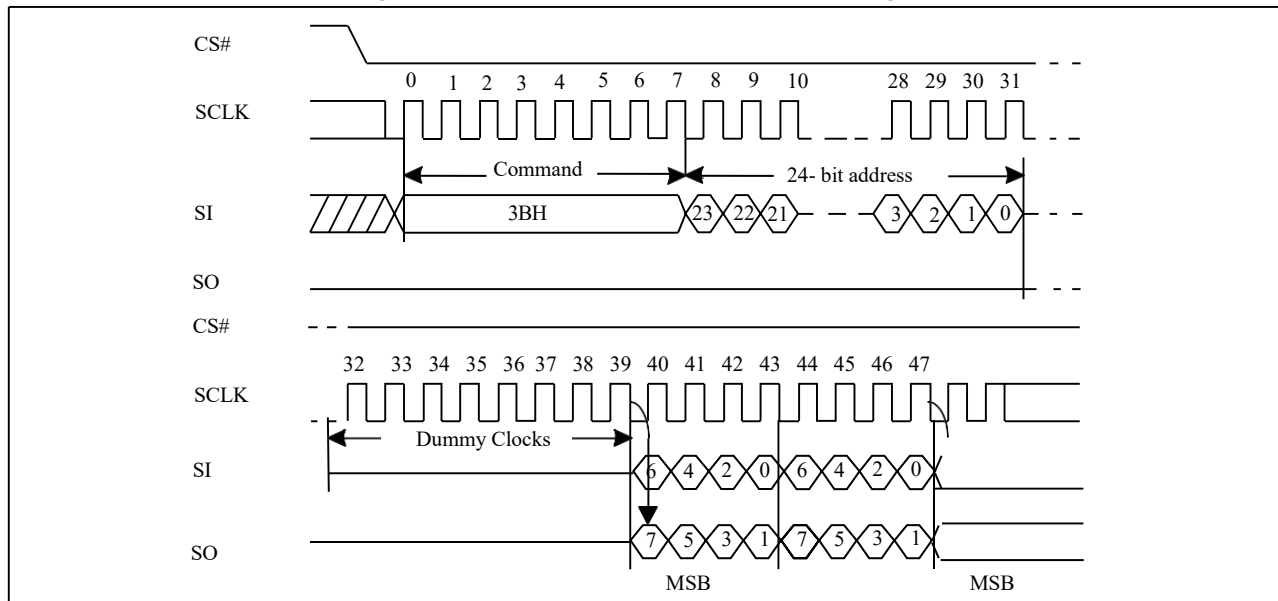 CS#
0 1 2 3 4 5 6 7 8 9 10 28 29 30 31
SCLK
Command 24- bit address
SI 3BH 23 22 21 3 2 1 0
SO
CS#
32 33 34 35 36 37 38 39 40 41 42 43 44 45 46 47
SCLK
Dummy Clocks
SI 6 4 2 0 6 4 2 0
SO 7 5 3 1 7 5 3 1
MSB MSB